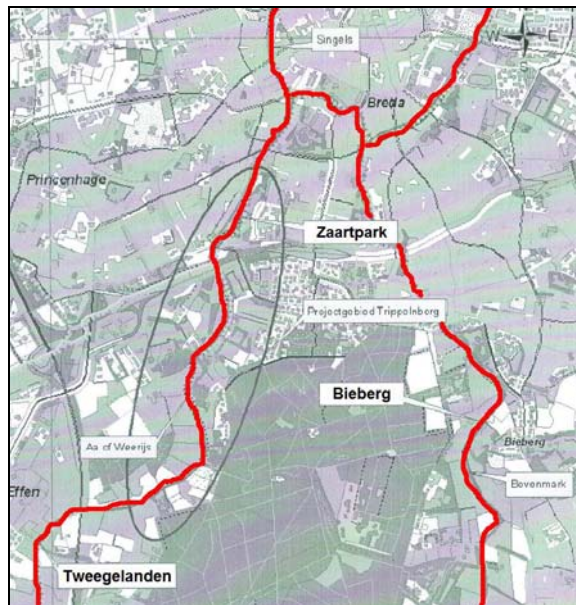 Singels
W
S
Breda
Princenhage
Zaartpark
Projectgebied Trippelnberg
Bieberg
Aa of Weerijs
Bieberg
Bovenmark
Effen
Tweegelanden